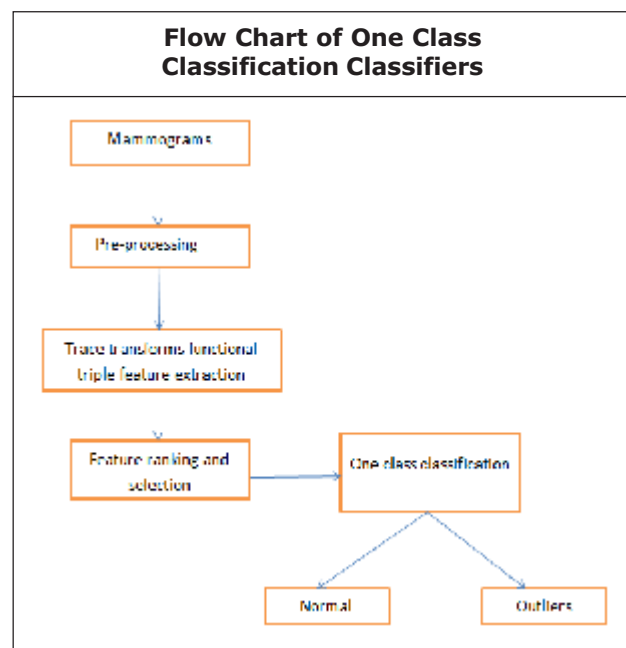 Flow Chart of One Class
Classification Classifiers
Mammograms
Pre-processing
Trace transforms functional
triple feature extraction
Feature ranking and
selection
One class classification
Normal
Outliers